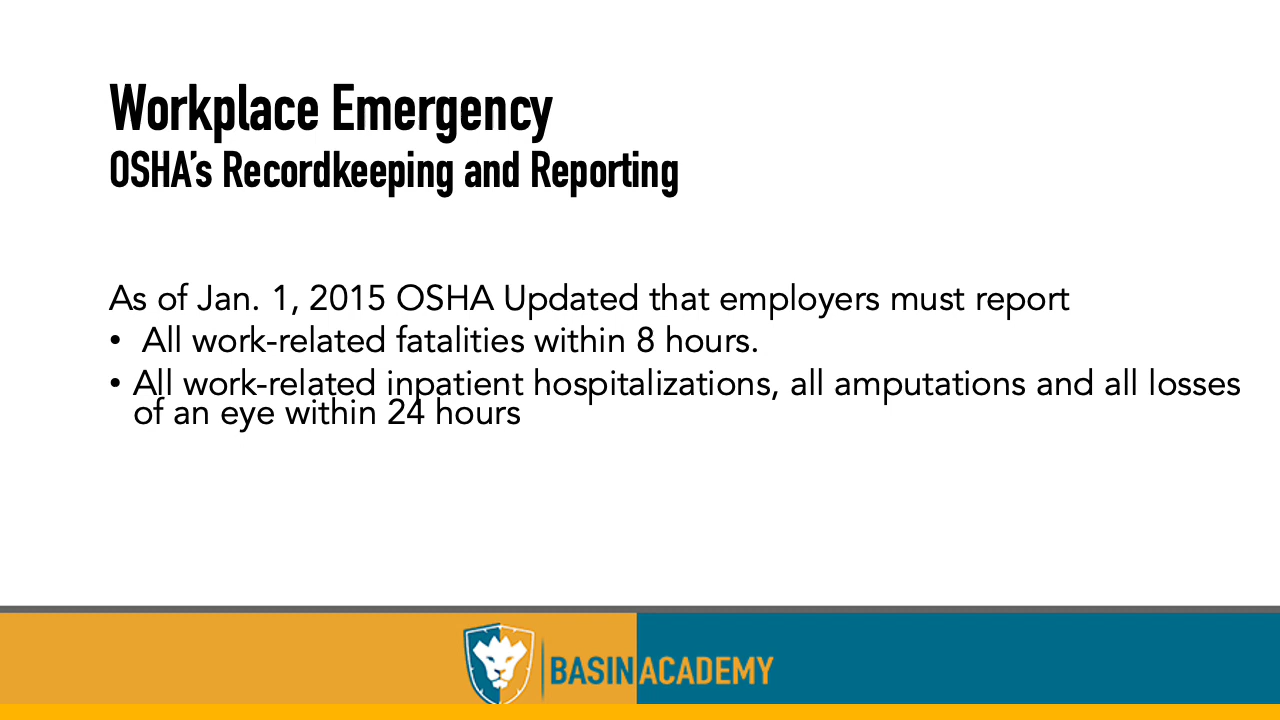 Workplace Emergency
OSHA’s Recordkeeping and Reporting
As of Jan. 1, 2015 OSHA Updated that employers must report
• All work-related fatalities within 8 hours.
• All work-related inpatient hospitalizations, all amputations and all losses
of an eye within 24 hours
BASIN ACADEMY